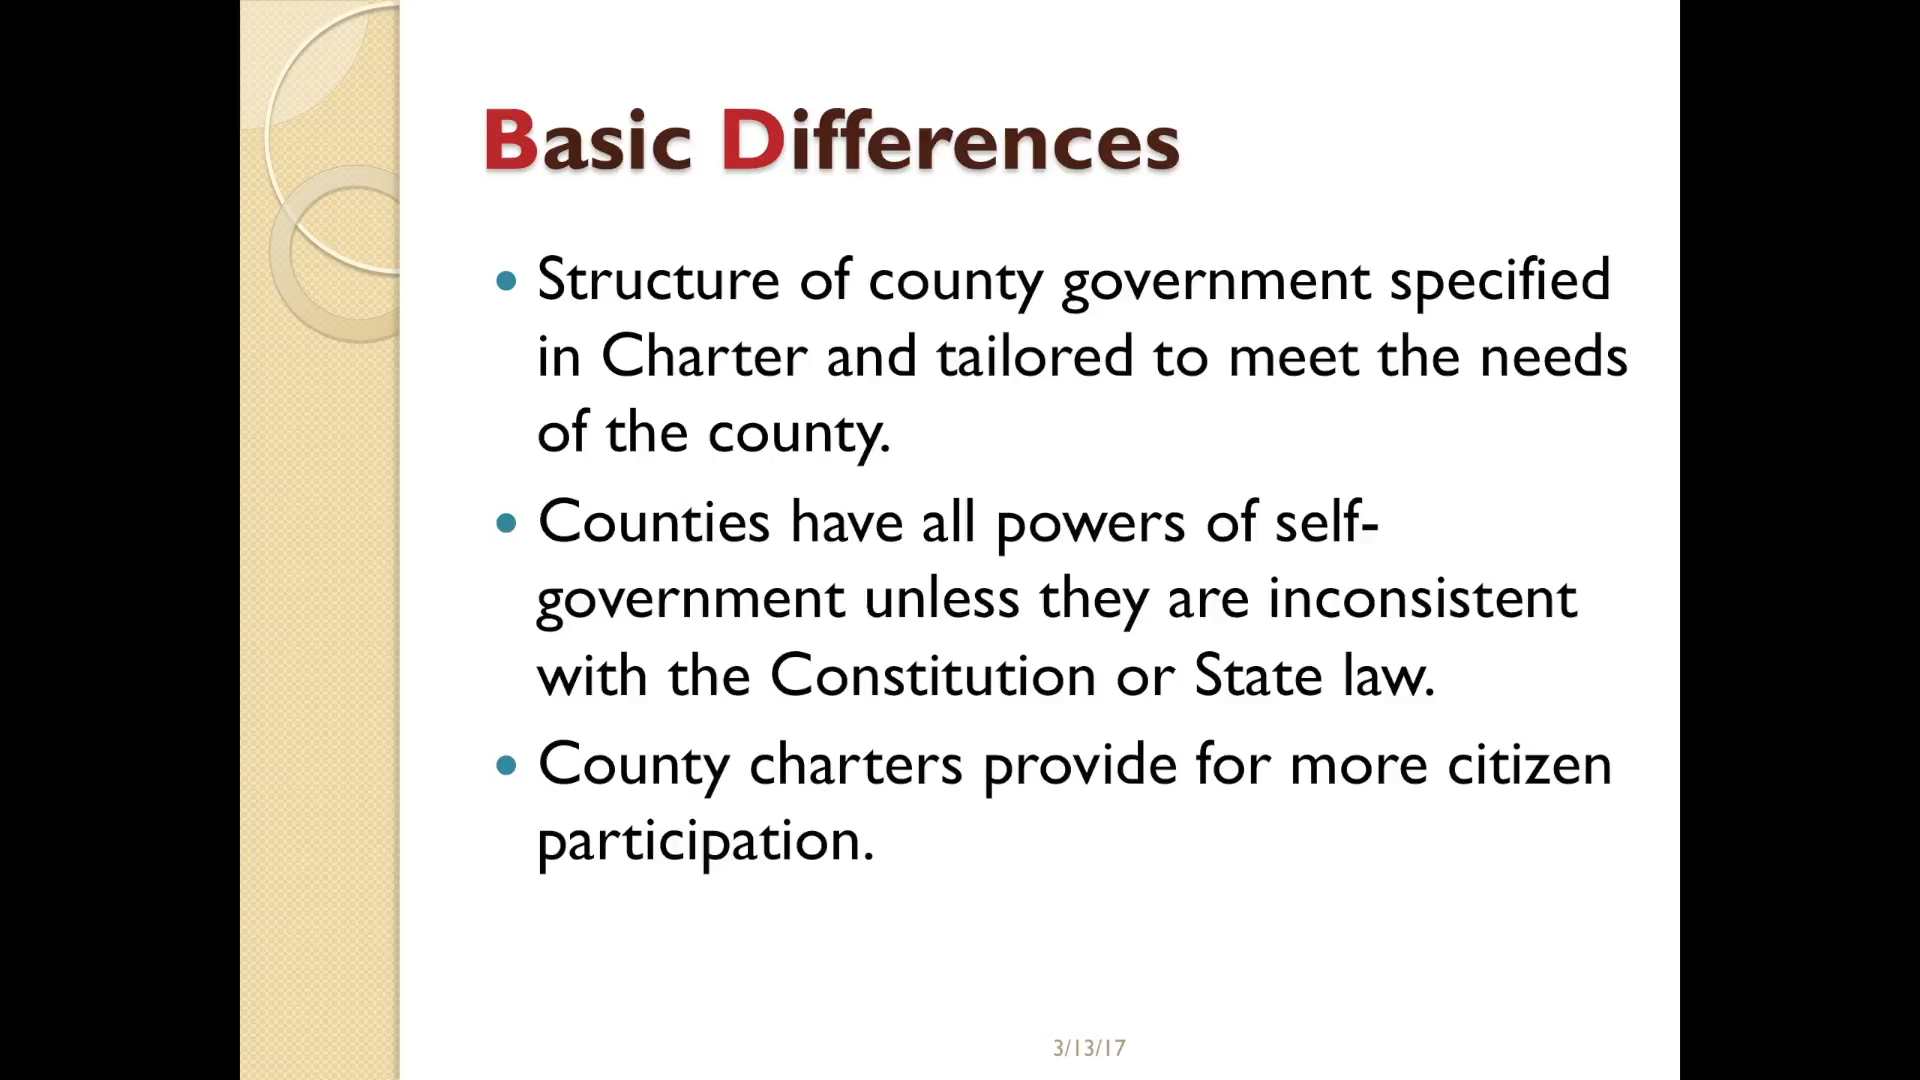 Basic Differences
• Structure of county government specified
in Charter and tailored to meet the needs
of the county.
• Counties have all powers of self-
government unless they are inconsistent
with the Constitution or State law.
• County charters provide for more citizen
participation.
3/13/17